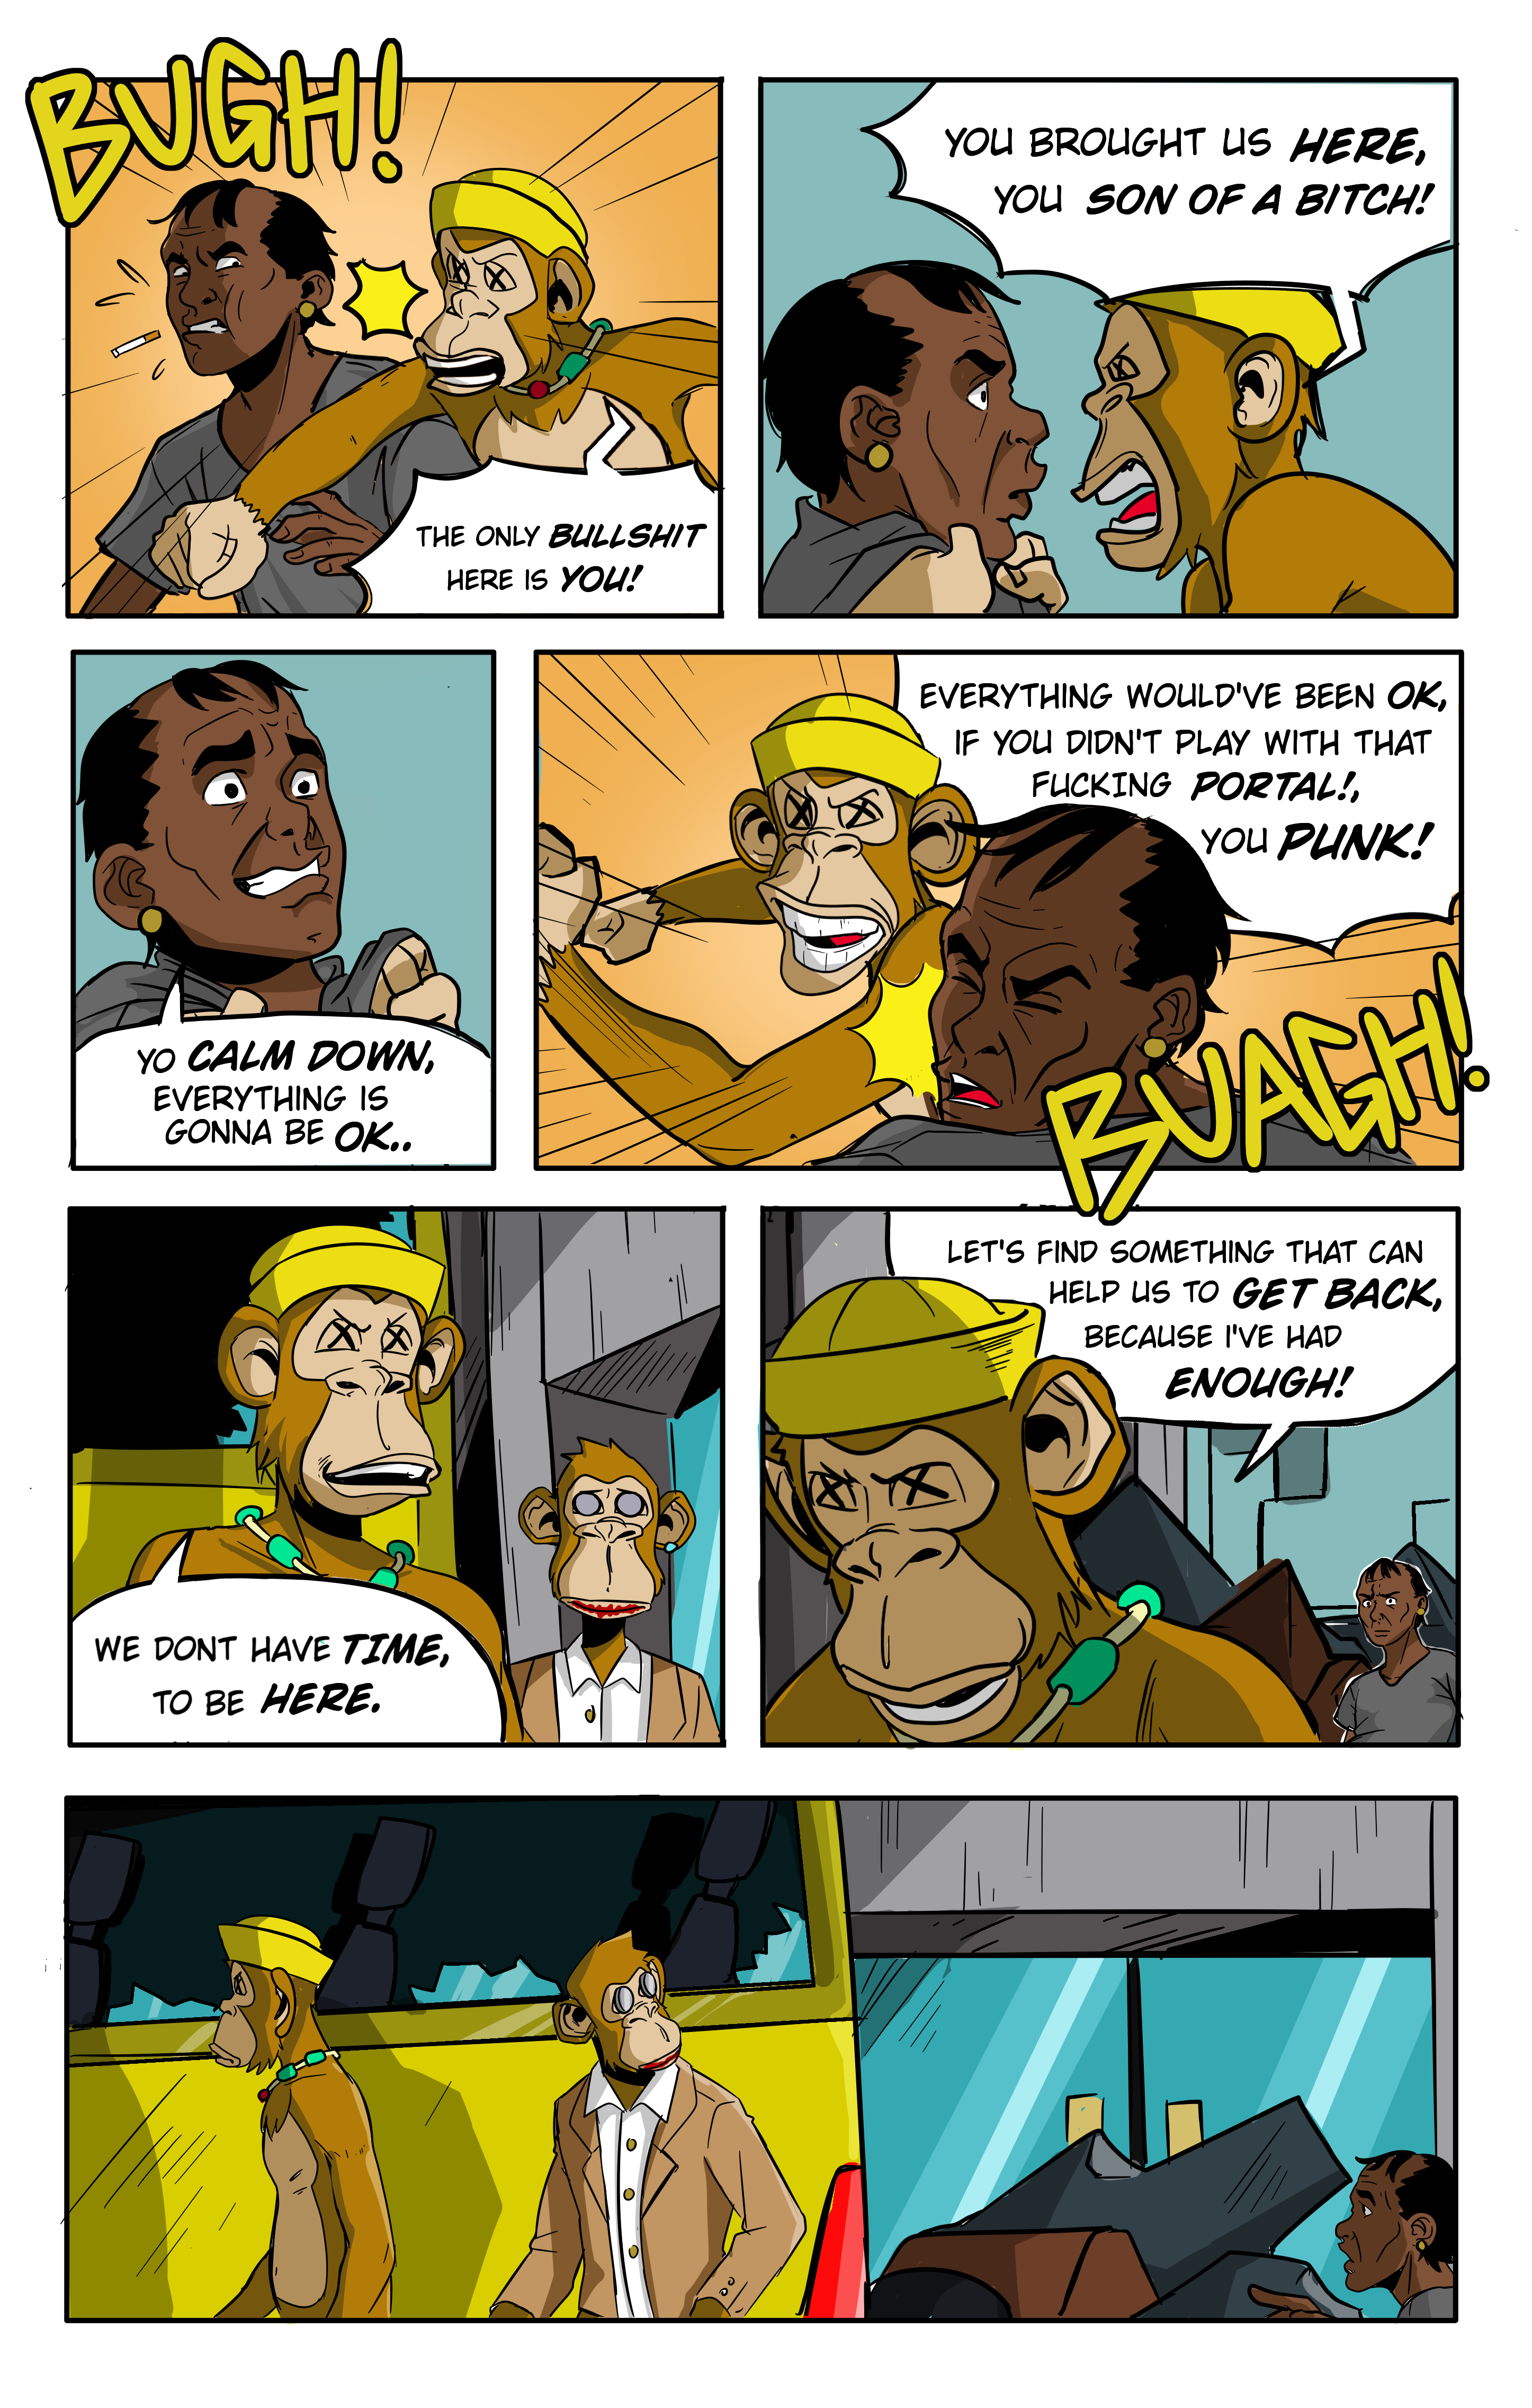 BUGH!
THE ONLY BULLSHIT
HERE IS YOU!
YOU BROUGHT US HERE,
YOU SON OF A BITCH!
YO CALM DOWN,
EVERYTHING IS
GONNA BE OK..
EVERYTHING WOULD'VE BEEN OK,
IF YOU DIDN'T PLAY WITH THAT
FUCKING PORTAL!,
YOU PUNK!
BUAGH!
WE DONT HAVE TIME,
TO BE HERE.
LET'S FIND SOMETHING THAT CAN
HELP US TO GET BACK,
BECAUSE I'VE HAD
ENOUGH!